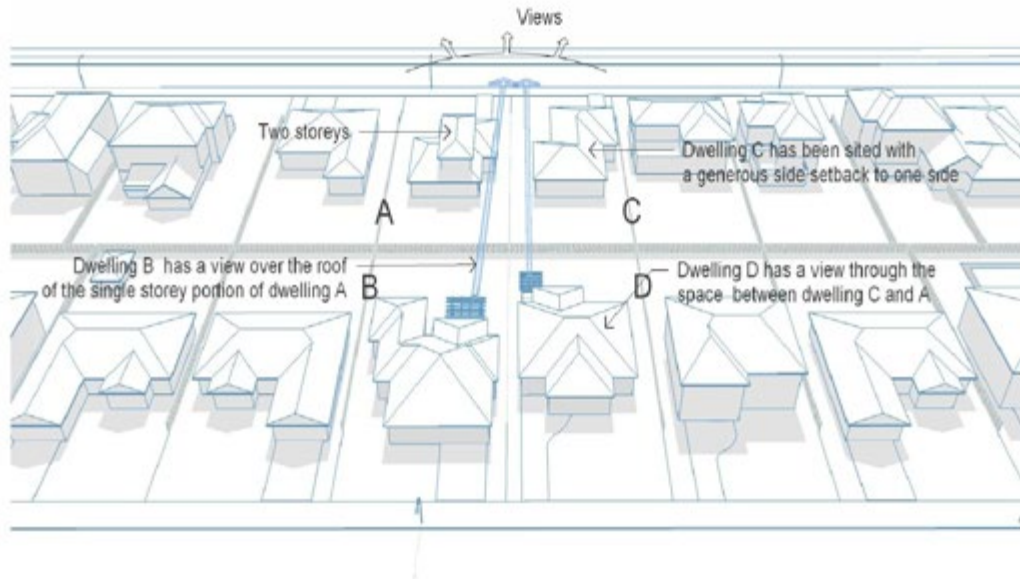 Views
Two storeys
Dwelling C has been sited with
a generous side setback to one side
A
C
Dwelling B has a view over the roof
of the single storey portion of dwelling A
B
D
Dwelling D has a view through the
space between dwelling C and A